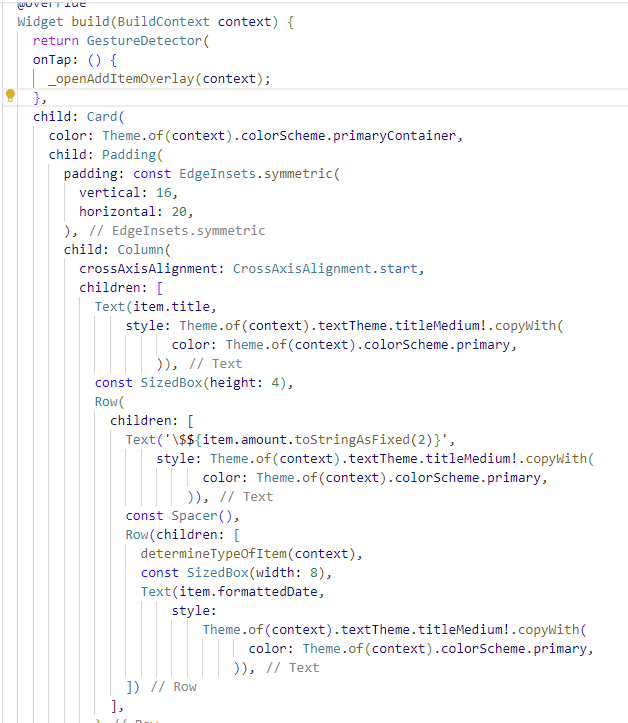 @override
Widget build(BuildContext context) {
return GestureDetector(
onTap: () {
_openAddItemOverlay(context);
},
child: Card(
color: Theme.of(context).colorScheme.primaryContainer,
child: Padding(
padding: const EdgeInsets.symmetric(
vertical: 16,
horizontal: 20,
), // EdgeInsets.symmetric
child: Column(
crossAxisAlignment: CrossAxisAlignment.start,
children: [
Text(item.title,
style: Theme.of(context).textTheme.titleMedium!.copyWith(
color: Theme.of(context).colorScheme.primary,
)), // Text
const SizedBox(height: 4),
Row(
children: [
Text('\$${item.amount.toStringAsFixed(2)}',
style: Theme.of(context).textTheme.titleMedium!.copyWith(
color: Theme.of(context).colorScheme.primary,
)), // Text
const Spacer(),
Row(children: [
determineTypeOfItem(context),
const SizedBox(width: 8),
Text(item.formattedDate,
style:
Theme.of(context).textTheme.titleMedium!.copyWith(
color: Theme.of(context).colorScheme.primary,
)), // Text
]) // Row
],
) // Row